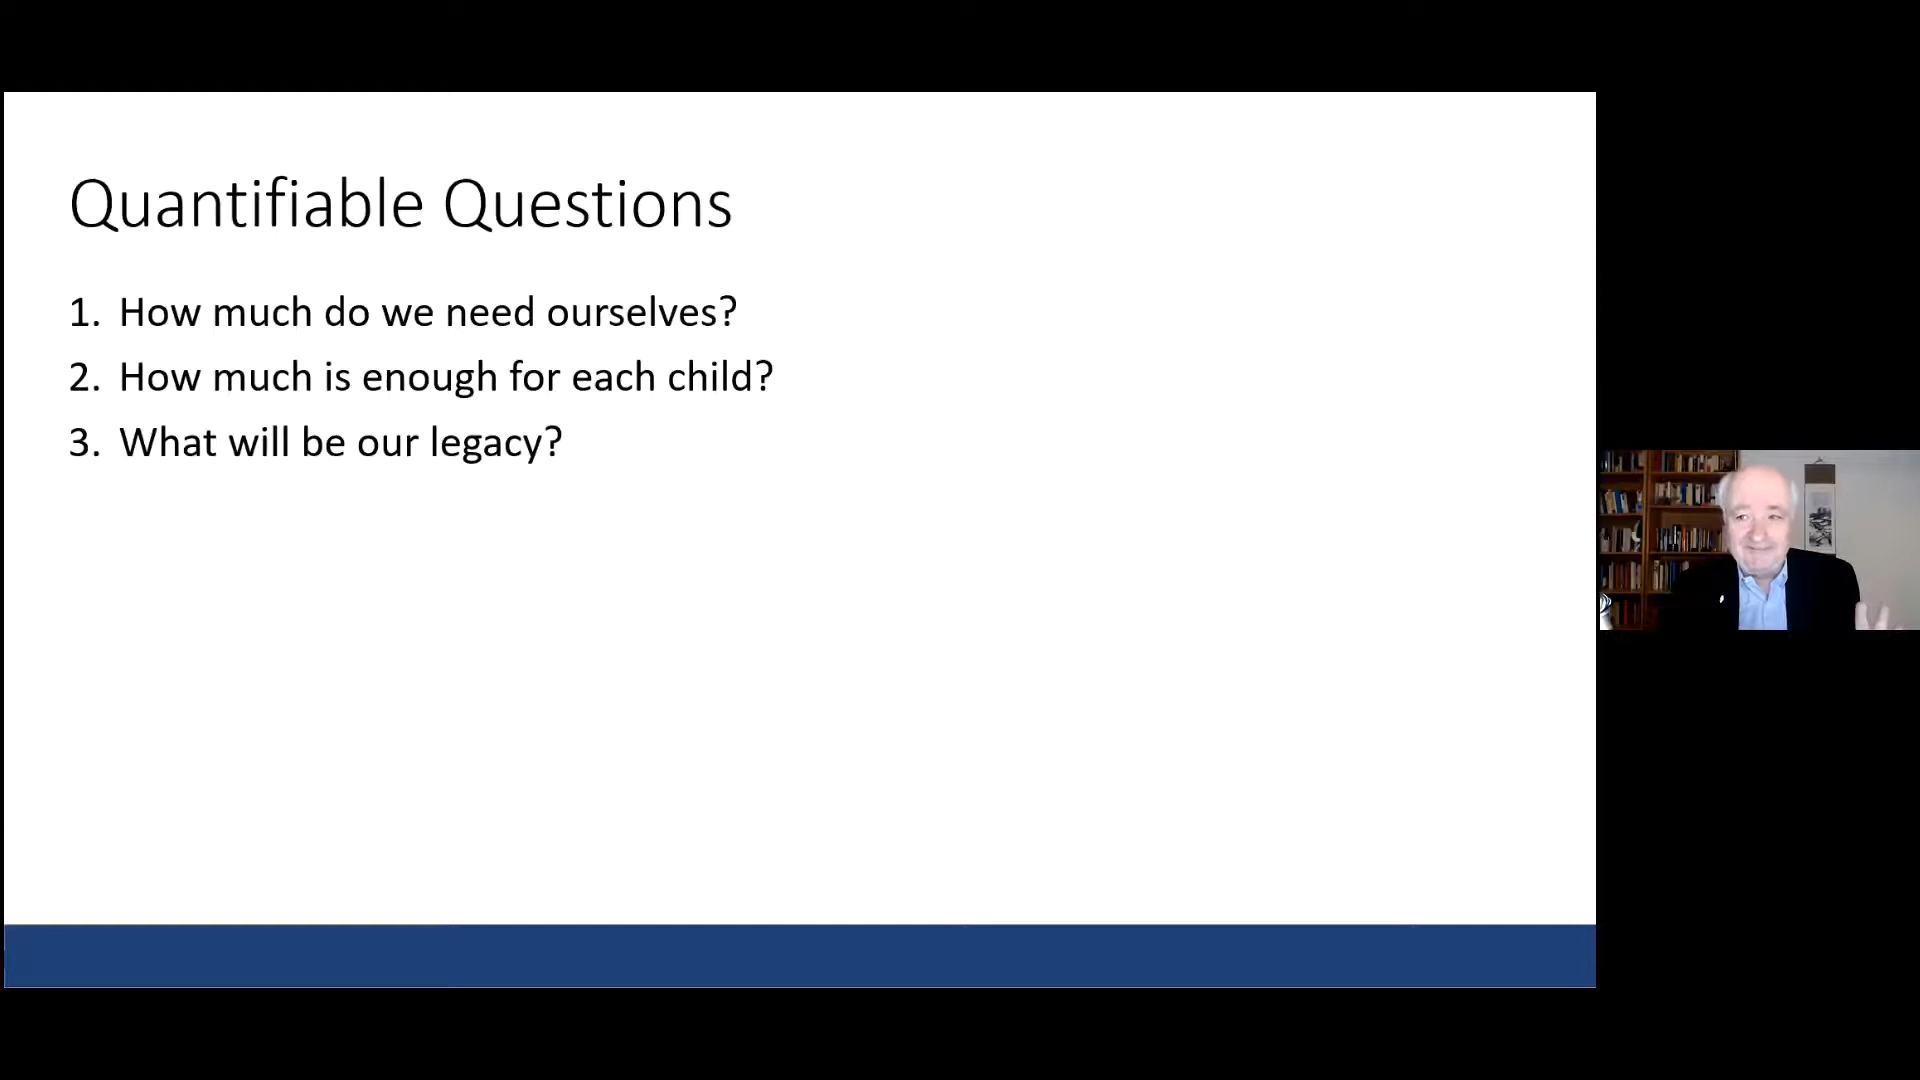 Quantifiable Questions
1. How much do we need ourselves?
2. How much is enough for each child?
3. What will be our legacy?